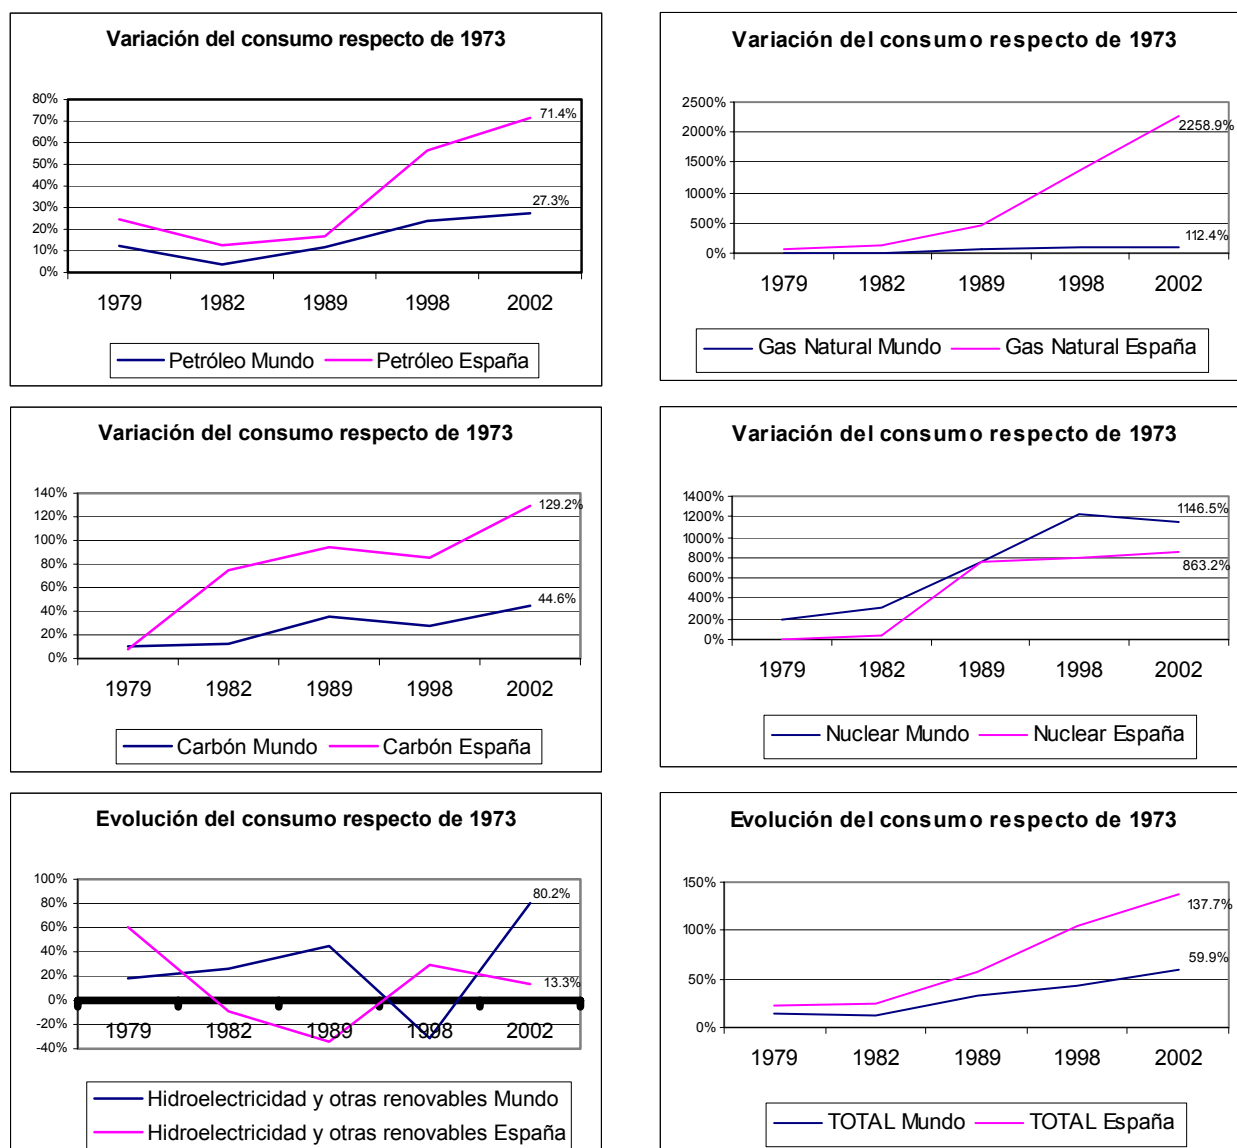 Variación del consumo respecto de 1973
80%
70%
60%
50%
40%
30%
20%
10%
0%
71.4%
27.3%
1979 1982 1989 1998 2002
Petróleo Mundo Petróleo España
Variación del consumo respecto de 1973
2500%
2000%
1500%
1000%
500%
0%
2258.9%
112.4%
1979 1982 1989 1998 2002
Gas Natural Mundo Gas Natural España
Variación del consumo respecto de 1973
140%
120%
100%
80%
60%
40%
20%
0%
129.2%
44.6%
1979 1982 1989 1998 2002
Carbón Mundo Carbón España
Variación del consumo respecto de 1973
1400%
1200%
1000%
800%
600%
400%
200%
0%
1146.5%
863.2%
1979 1982 1989 1998 2002
Nuclear Mundo Nuclear España
Evolución del consumo respecto de 1973
100%
80%
60%
40%
20%
0%
-20%
-40%
80.2%
13.3%
1979 1982 1989 1998 2002
Hidroelectricidad y otras renovables Mundo
Hidroelectricidad y otras renovables España
Evolución del consumo respecto de 1973
150%
100%
50%
0%
137.7%
59.9%
1979 1982 1989 1998 2002
TOTAL Mundo TOTAL España